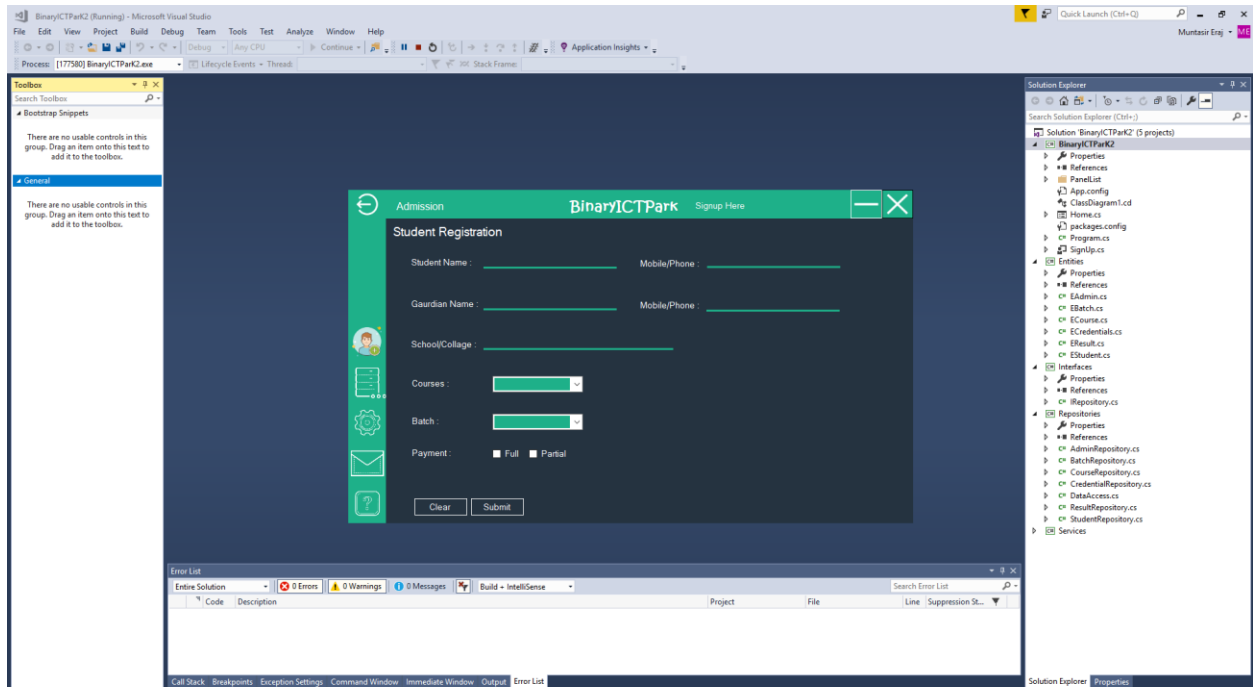 BinaryICTParK2 (Running) - Microsoft Visual Studio
Quick Launch (Ctrl+Q)
File Edit View Project Build Debug Team Tools Test Analyze Window Help
Muntasir Eraj ME
Debug Any CPU Continue Application Insights
Process: [177580] BinaryICTParK2.exe Lifecycle Events Thread: Stack Frame:
Toolbox
Search Toolbox
Bootstrap Snippets
There are no usable controls in this
group. Drag an item onto this text to
add it to the toolbox.
General
There are no usable controls in this
group. Drag an item onto this text to
add it to the toolbox.
Admission BinaryICTPark Signup Here
Student Registration
Student Name : Mobile/Phone :
Gaurdian Name : Mobile/Phone :
School/Collage :
Courses :
Batch :
Payment : Full Partial
Clear Submit
Error List
Entire Solution 0 Errors 0 Warnings 0 Messages Build + IntelliSense Search Error List
Code Description Project File Line Suppression St...
Call Stack Breakpoints Exception Settings Command Window Immediate Window Output Error List
Solution Explorer
Search Solution Explorer (Ctrl+;)
Solution 'BinaryICTParK2' (5 projects)
BinaryICTParK2
Properties
References
PanelList
App.config
ClassDiagram1.cd
Home.cs
packages.config
C# Program.cs
SignUp.cs
C# Entities
Properties
References
C# EAdmin.cs
C# EBatch.cs
C# ECourse.cs
C# ECredentials.cs
C# EResult.cs
C# EStudent.cs
C# Interfaces
Properties
References
C# IRepository.cs
C# Repositories
Properties
References
C# AdminRepository.cs
C# BatchRepository.cs
C# CourseRepository.cs
C# CredentialRepository.cs
C# DataAccess.cs
C# ResultRepository.cs
C# StudentRepository.cs
C# Services
Solution Explorer Properties